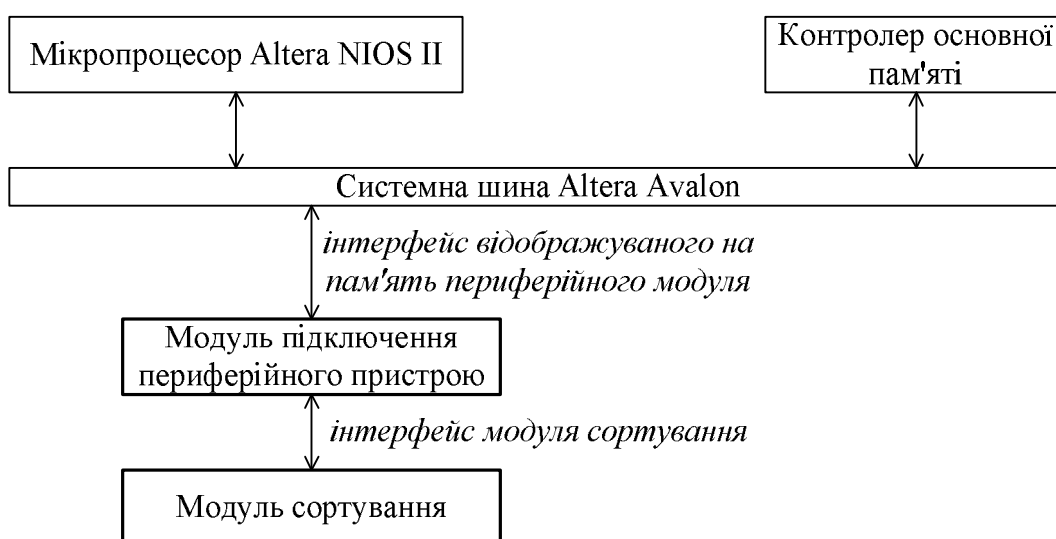 Мікропроцесор Altera NIOS II
Контролер основної
пам'яті
Системна шина Altera Avalon
інтерфейс відображуваного на
пам'ять периферійного модуля
Модуль підключення
периферійного пристрою
інтерфейс модуля сортування
Модуль сортування